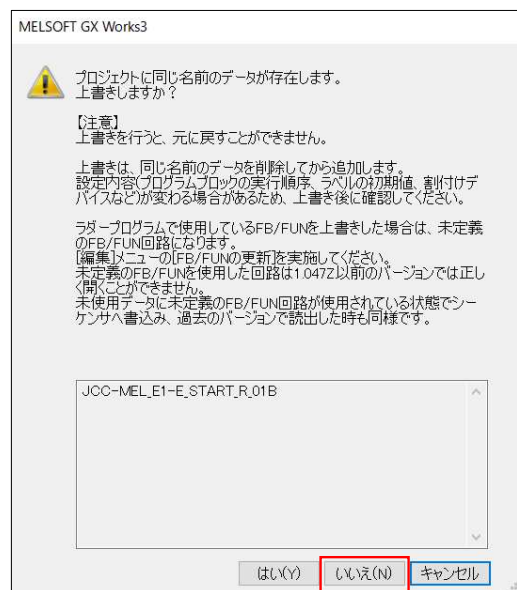 MELSOFT GX Works3
プロジェクトに同じ名前のデータが存在します。
上書きしますか？
【注意】
上書きを行うと、元に戻すことができません。
上書きは、同じ名前のデータを削除してから追加します。
設定内容(プログラムブロックの実行順序、ラベルの初期値、割付けデ
バイスなど)が変わる場合があるため、上書き後に確認してください。
ラダープログラムで使用しているFB/FUNを上書きした場合は、未定義
のFB/FUN回路になります。
[編集]メニューの[FB/FUNの更新]を実施してください。
未定義のFB/FUNを使用した回路は1.047Z以前のバージョンでは正し
く開くことができません。
未使用データに未定義のFB/FUN回路が使用されている状態でシー
ケンサへ書込み、過去のバージョンで読出した時も同様です。
JCC-MEL_E1-E_START_R_01B
はい(Y) いいえ(N) キャンセル